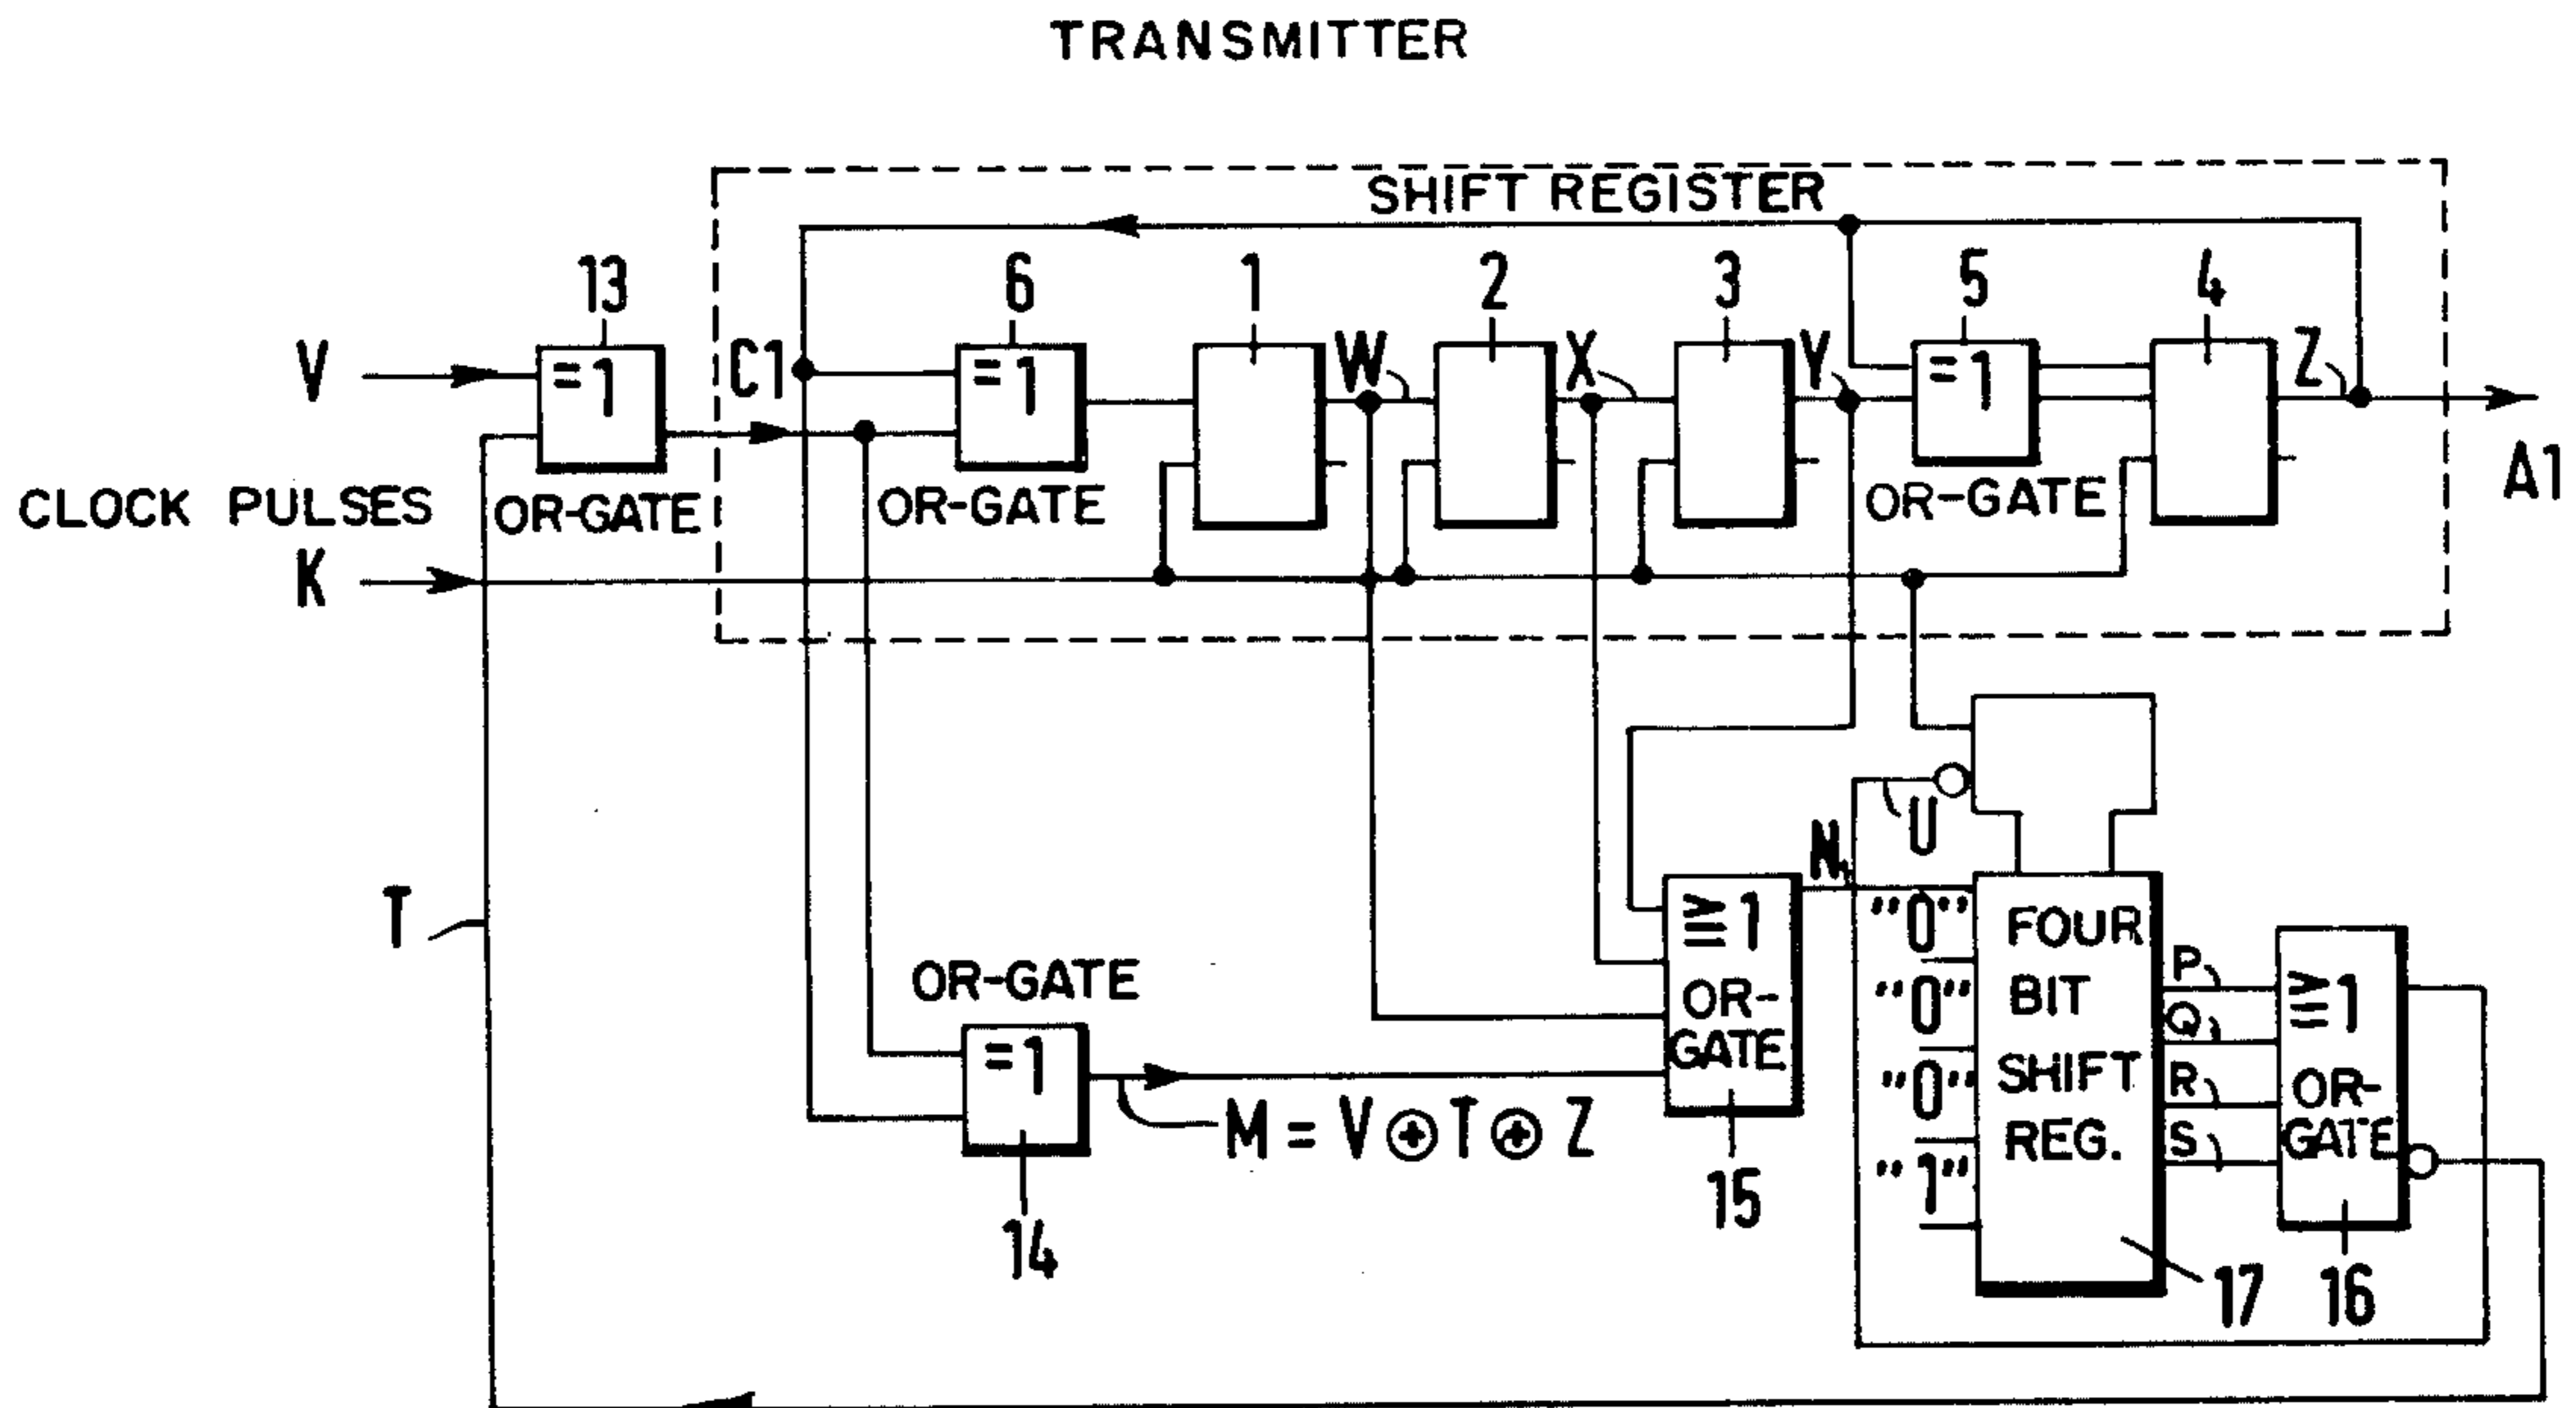 TRANSMITTER
SHIFT REGISTER
13
6
1
2
3
5
4
V
=1
C1
=1
W
X
Y
=1
Z
A1
CLOCK PULSES
OR-GATE
OR-GATE
OR-GATE
K
U
N
T
"0"
"0"
"0"
"1"
FOUR
BIT
SHIFT
REG.
P
Q
R
S
≧1
OR-
GATE
≧1
OR-
GATE
OR-GATE
=1
M = V ⊕ T ⊕ Z
14
15
17
16